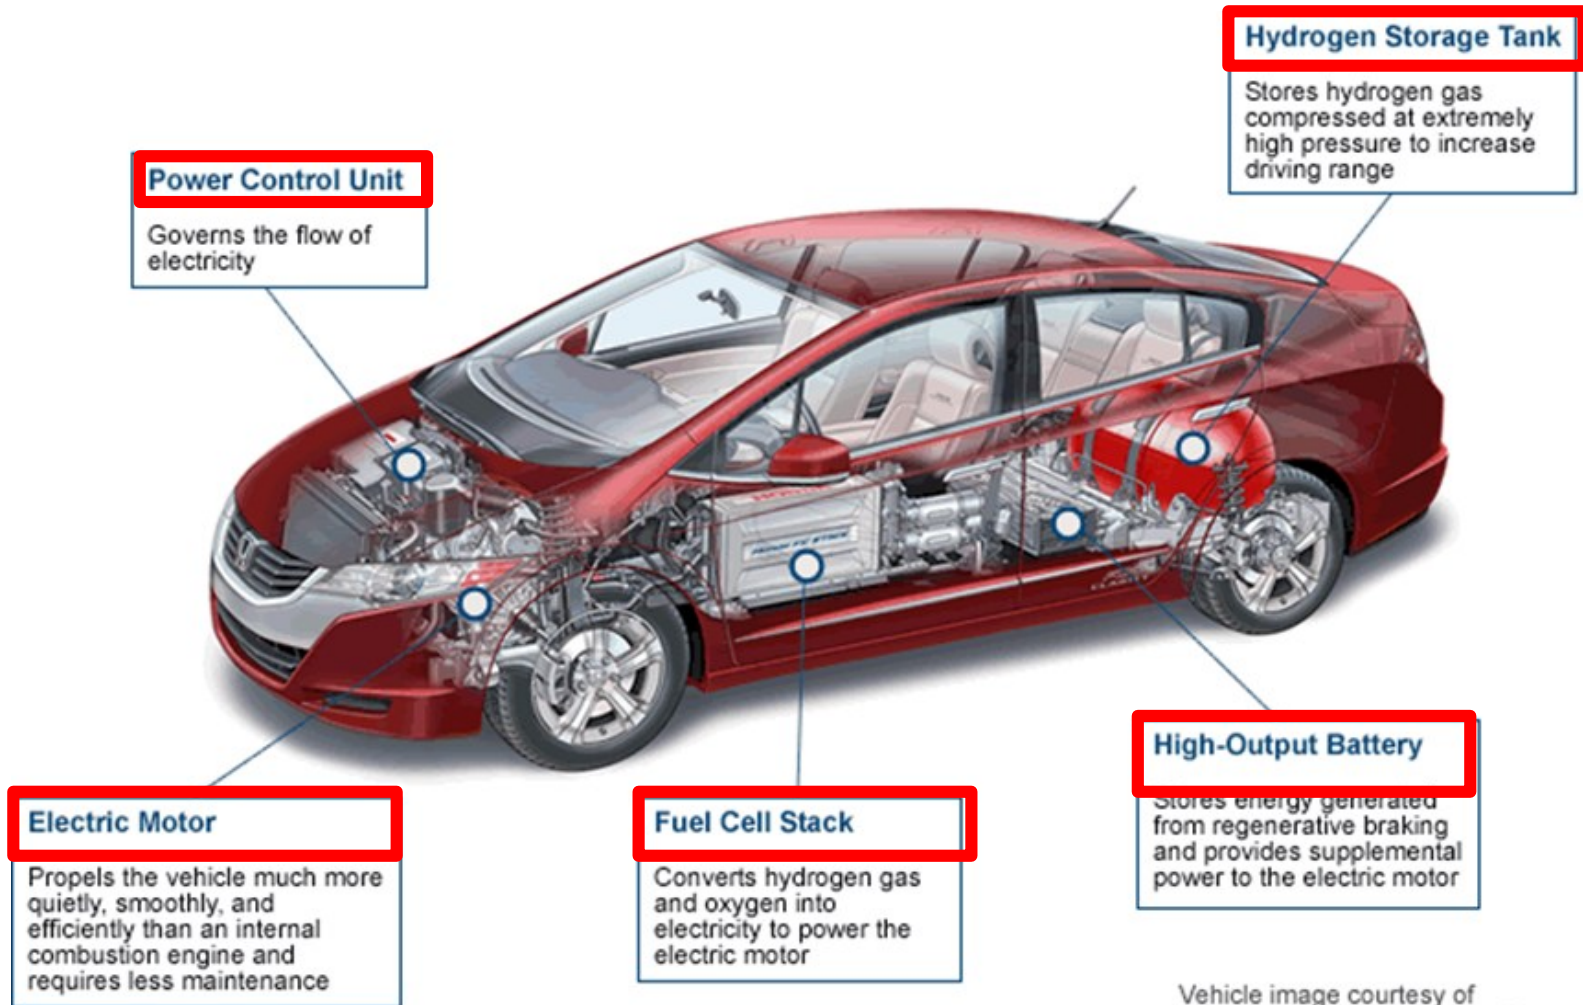 Hydrogen Storage Tank
Stores hydrogen gas
compressed at extremely
high pressure to increase
driving range
Power Control Unit
Governs the flow of
electricity
High-Output Battery
Stores energy generated
from regenerative braking
and provides supplemental
power to the electric motor
Electric Motor
Propels the vehicle much more
quietly, smoothly, and
efficiently than an internal
combustion engine and
requires less maintenance
Fuel Cell Stack
Converts hydrogen gas
and oxygen into
electricity to power the
electric motor
Vehicle image courtesy of